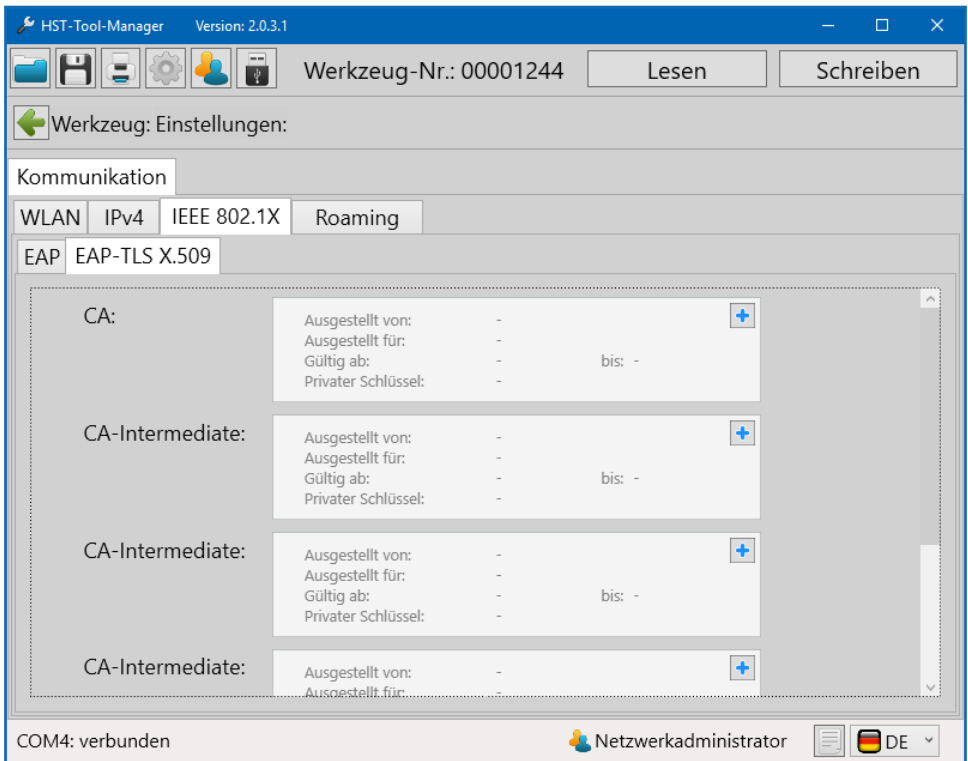 HST-Tool-Manager Version: 2.0.3.1
Werkzeug-Nr.: 00001244 Lesen Schreiben
Werkzeug: Einstellungen:
Kommunikation
WLAN IPv4 IEEE 802.1X Roaming
EAP EAP-TLS X.509
CA:
Ausgestellt von: -
Ausgestellt für: -
Gültig ab: - bis: -
Privater Schlüssel: -
CA-Intermediate:
Ausgestellt von: -
Ausgestellt für: -
Gültig ab: - bis: -
Privater Schlüssel: -
CA-Intermediate:
Ausgestellt von: -
Ausgestellt für: -
Gültig ab: - bis: -
Privater Schlüssel: -
CA-Intermediate:
Ausgestellt von: -
Ausgestellt für: -
COM4: verbunden Netzwerkadministrator DE